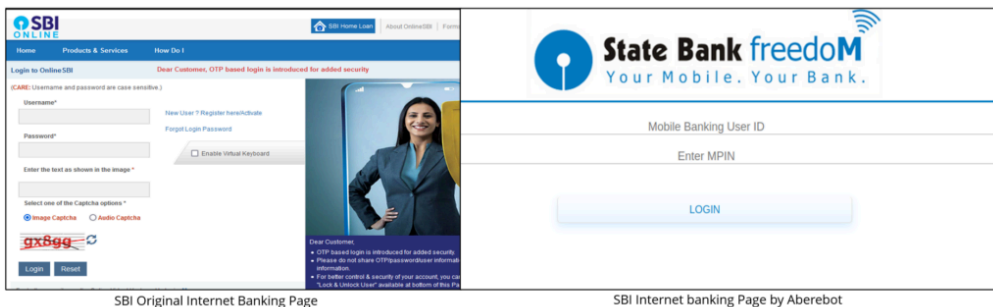 SBI
ONLINE
SBI Home Loan
About OnlineSBI
Home
Products & Services
How Do I
Login to OnlineSBI
Dear Customer, OTP based login is introduced for added security
(CARE: Username and password are case sensitive.)
Username*
New User ? Register here/Activate
Forgot Login Password
Password*
Enable Virtual Keyboard
Enter the text as shown in the image *
Select one of the Captcha options *
Image Captcha
Audio Captcha
gx8gg
Login
Reset
Dear Customer,
OTP based login is introduced for added security
Please do not share OTP/password/user informati
information.
For better control & security of your account, you ca
"Lock & Unlock User" available at bottom of this Pa
SBI Original Internet Banking Page
State Bank freedoM
Your Mobile. Your Bank.
Mobile Banking User ID
Enter MPIN
LOGIN
SBI Internet banking Page by Aberebot